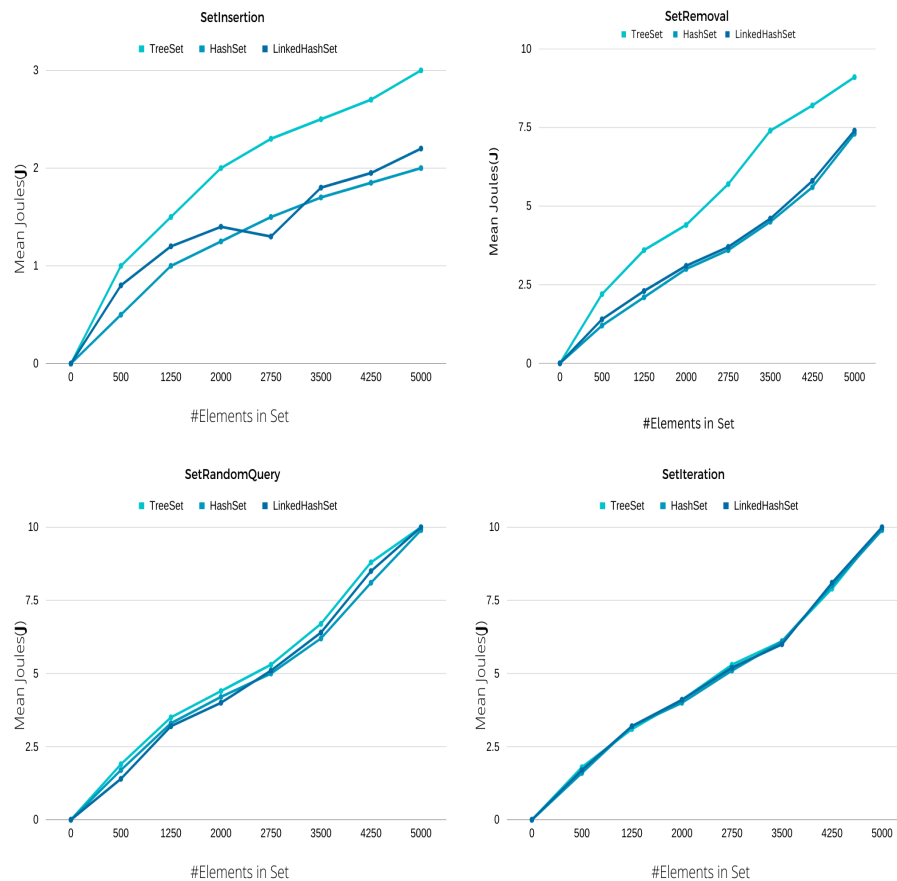 SetInsertion
TreeSet HashSet LinkedHashSet
3
2
1
0
0 500 1250 2000 2750 3500 4250 5000
Mean Joules(J)
#Elements in Set
SetRemoval
TreeSet HashSet LinkedHashSet
10
7.5
5
2.5
0
0 500 1250 2000 2750 3500 4250 5000
Mean Joules(J)
#Elements in Set
SetRandomQuery
TreeSet HashSet LinkedHashSet
10
7.5
5
2.5
0
0 500 1250 2000 2750 3500 4250 5000
Mean Joules(J)
#Elements in Set
SetIteration
TreeSet HashSet LinkedHashSet
10
7.5
5
2.5
0
0 500 1250 2000 2750 3500 4250 5000
Mean Joules(J)
#Elements in Set